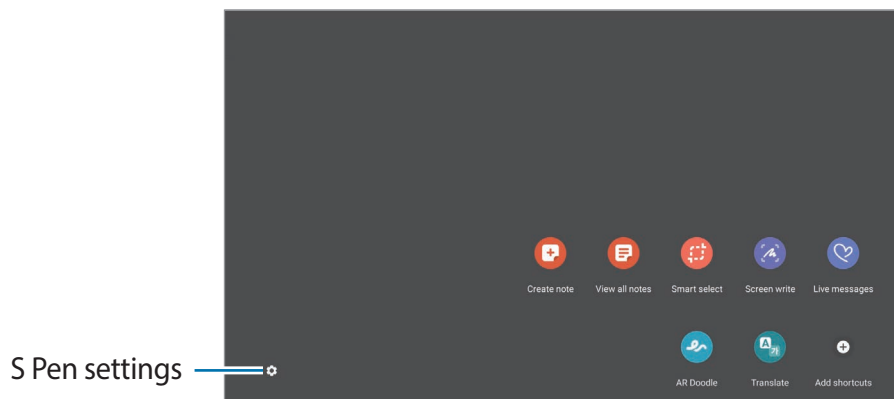 Create note View all notes Smart select Screen write Live messages
S Pen settings
AR Doodle Translate Add shortcuts